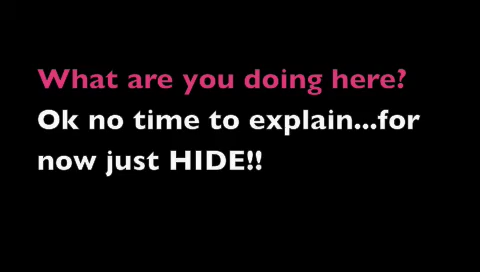 What are you doing here?
Ok no time to explain...for
now just HIDE!!